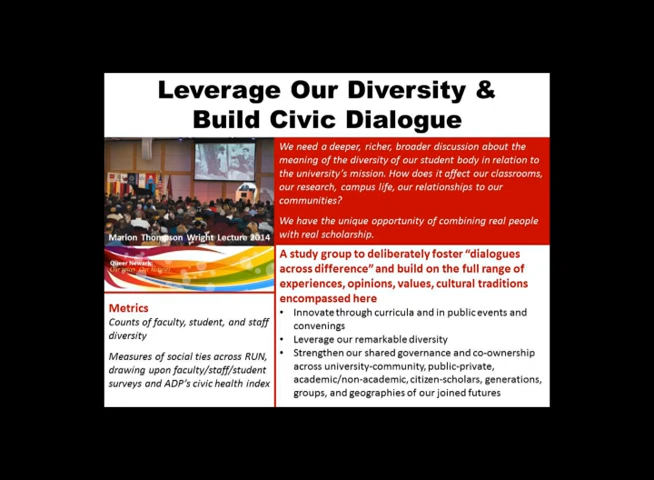 Leverage Our Diversity &
Build Civic Dialogue
Marion Thompson Wright Lecture 2014
Queer Newark:
Our Voices, Our Histories
Metrics
Counts of faculty, student, and staff
diversity
Measures of social ties across RUN,
drawing upon faculty/staff/student
surveys and ADP's civic health index
We need a deeper, richer, broader discussion about the
meaning of the diversity of our student body in relation to
the university's mission. How does it affect our classrooms,
our research, campus life, our relationships to our
communities?
We have the unique opportunity of combining real people
with real scholarship.
A study group to deliberately foster "dialogues
across difference" and build on the full range of
experiences, opinions, values, cultural traditions
encompassed here
• Innovate through curricula and in public events and
convenings
• Leverage our remarkable diversity
• Strengthen our shared governance and co-ownership
across university-community, public-private,
academic/non-academic, citizen-scholars, generations,
groups, and geographies of our joined futures